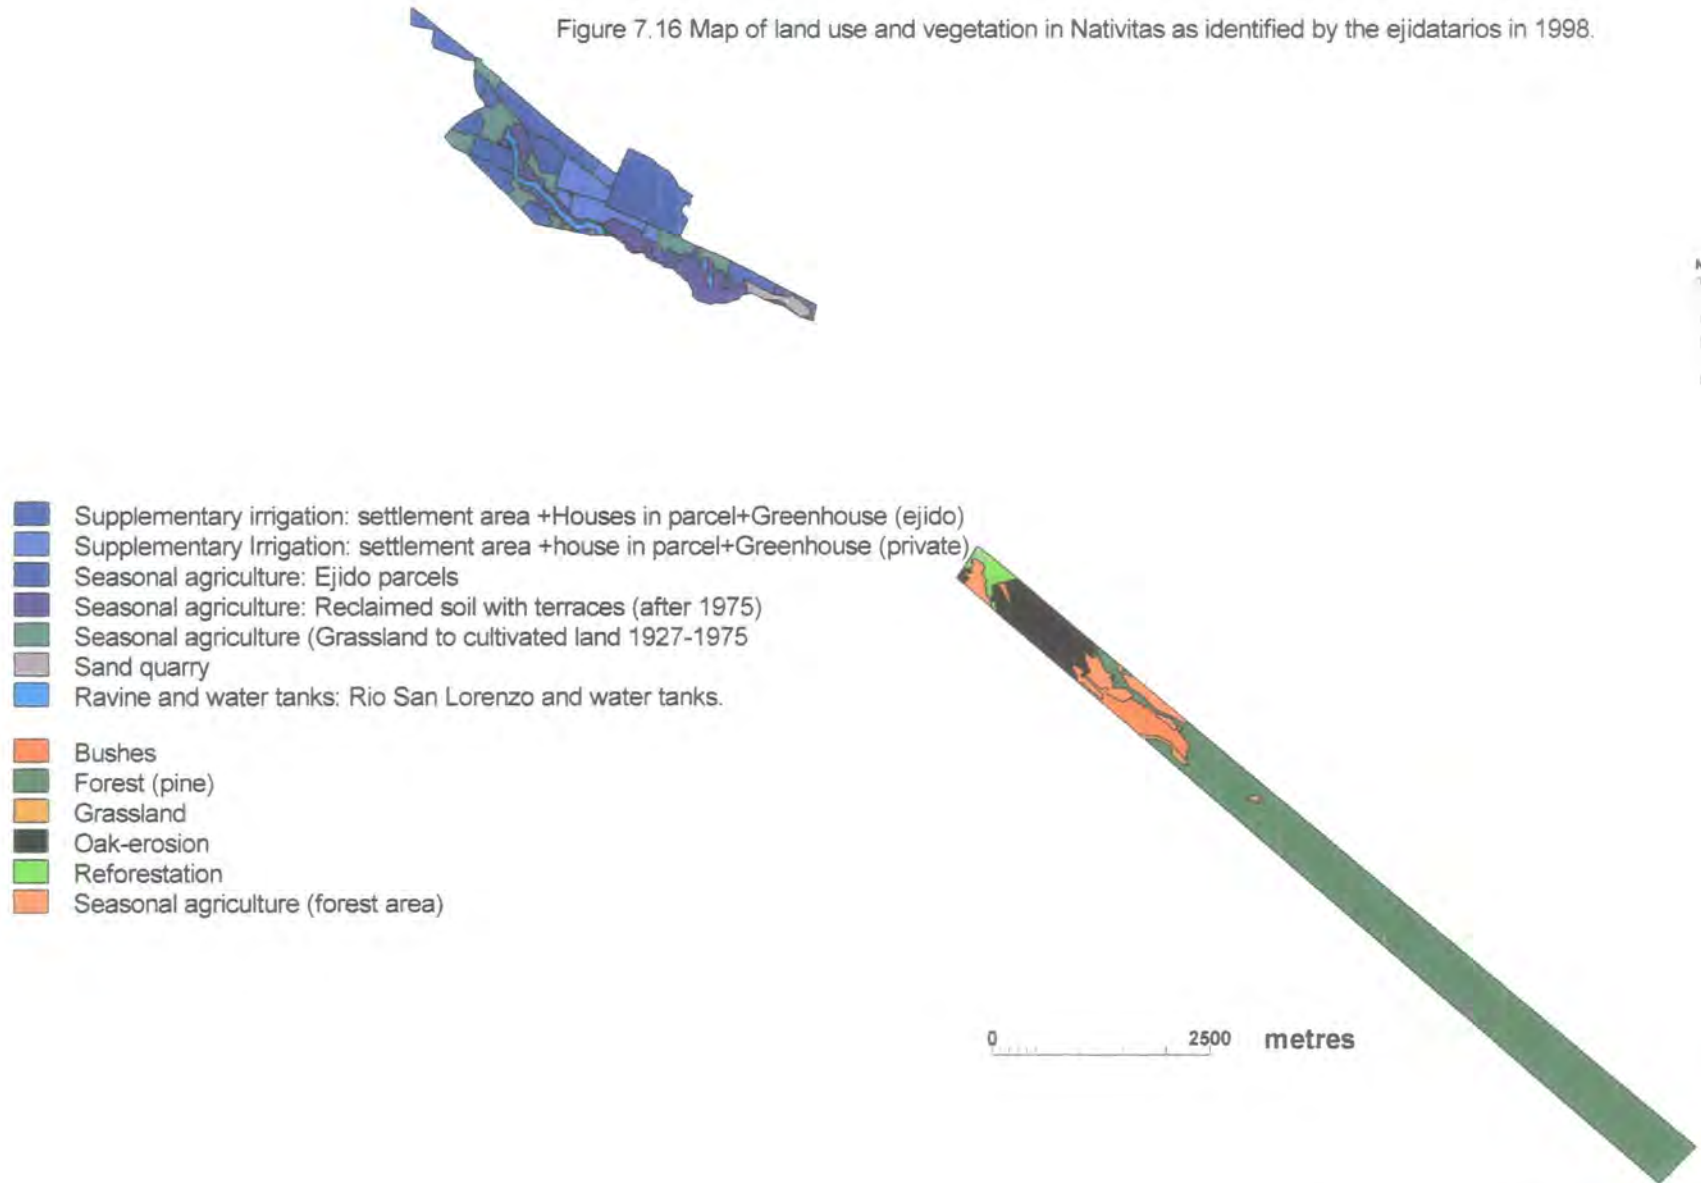 Figure 7.16 Map of land use and vegetation in Nativitas as identified by the ejidatarios in 1998.
N
Supplementary irrigation: settlement area +Houses in parcel+Greenhouse (ejido)
Supplementary Irrigation: settlement area +house in parcel+Greenhouse (private)
Seasonal agriculture: Ejido parcels
Seasonal agriculture: Reclaimed soil with terraces (after 1975)
Seasonal agriculture (Grassland to cultivated land 1927-1975
Sand quarry
Ravine and water tanks: Rio San Lorenzo and water tanks.
Bushes
Forest (pine)
Grassland
Oak-erosion
Reforestation
Seasonal agriculture (forest area)
0 2500 metres